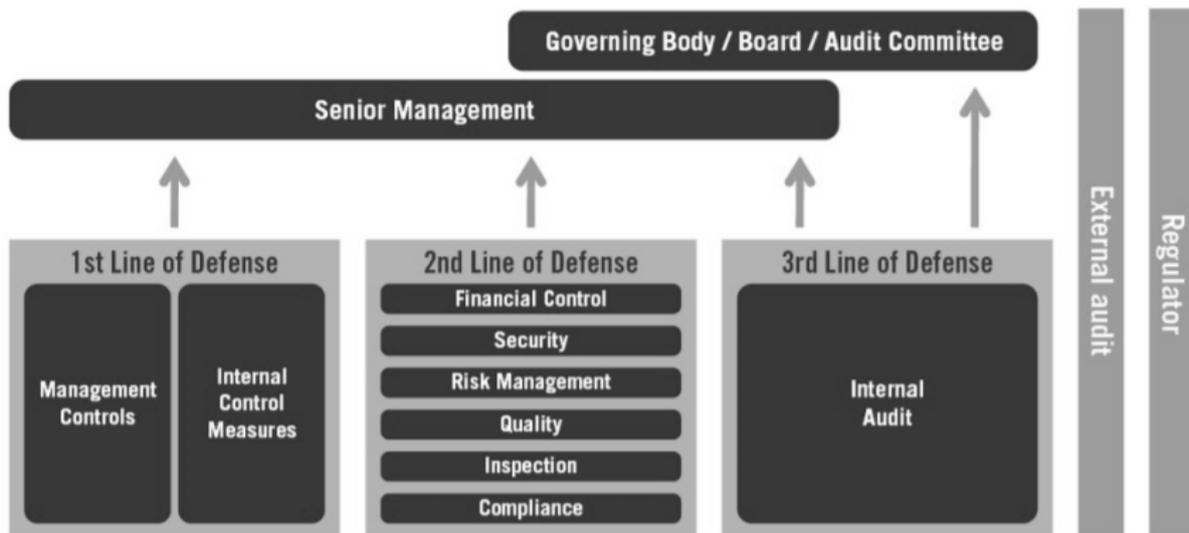 Governing Body / Board / Audit Committee
Senior Management
1st Line of Defense
Management
Controls
Internal
Control
Measures
2nd Line of Defense
Financial Control
Security
Risk Management
Quality
Inspection
Compliance
3rd Line of Defense
Internal
Audit
External audit
Regulator